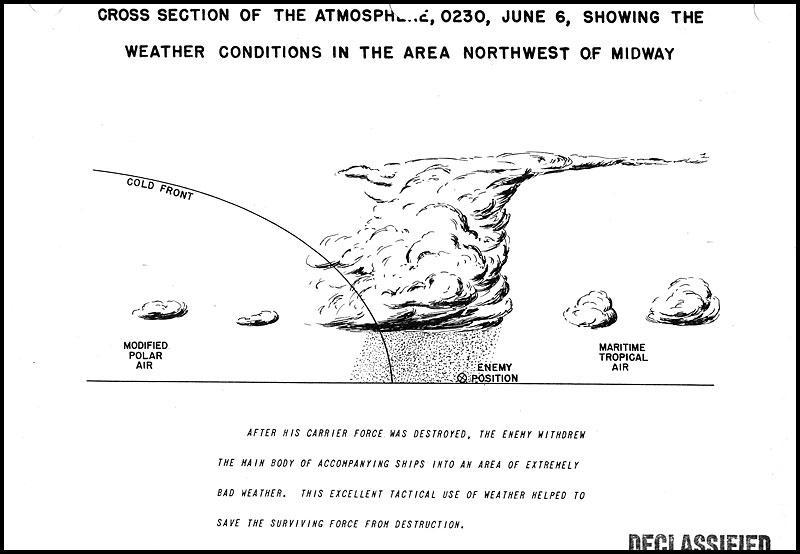 CROSS SECTION OF THE ATMOSPHERE, 0230, JUNE 6, SHOWING THE
WEATHER CONDITIONS IN THE AREA NORTHWEST OF MIDWAY
COLD FRONT
MODIFIED
POLAR
AIR
MARITIME
TROPICAL
AIR
ENEMY
POSITION
AFTER HIS CARRIER FORCE WAS DESTROYED, THE ENEMY WITHDREW
THE MAIN BODY OF ACCOMPANYING SHIPS INTO AN AREA OF EXTREMELY
BAD WEATHER. THIS EXCELLENT TACTICAL USE OF WEATHER HELPED TO
SAVE THE SURVIVING FORCE FROM DESTRUCTION.
DECLASSIFIED